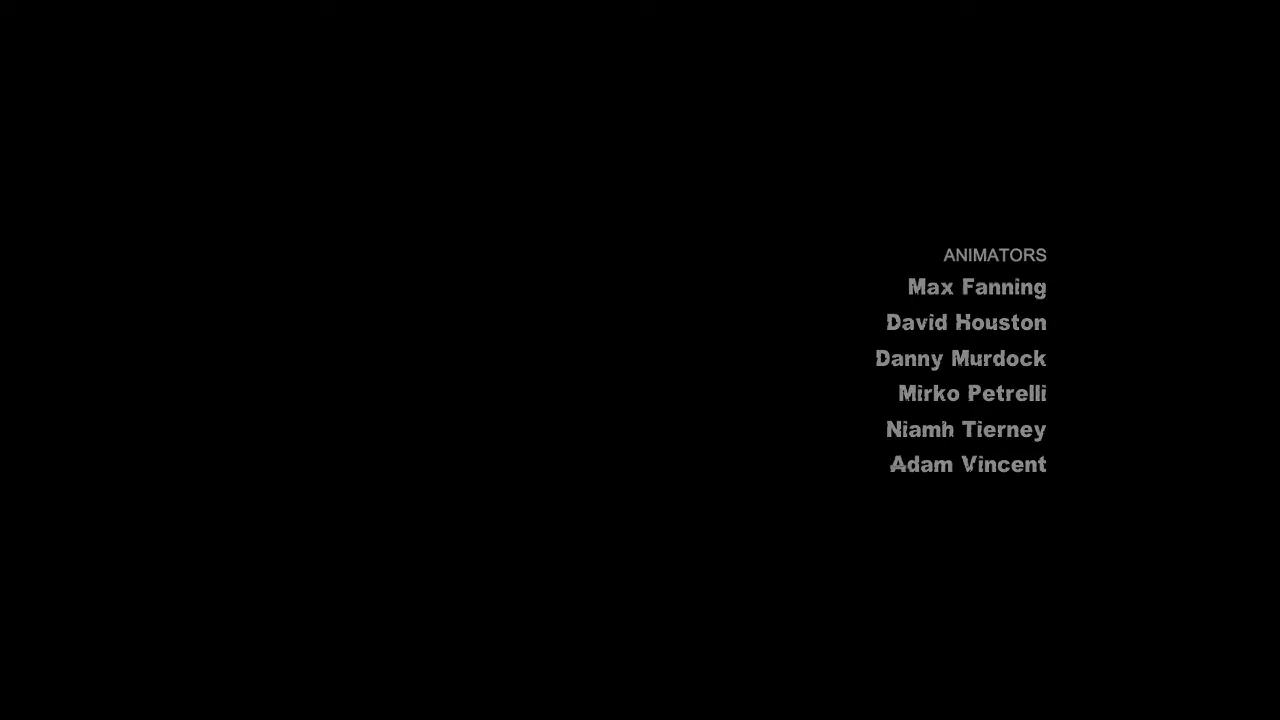 ANIMATORS
Max Fanning
David Houston
Danny Murdock
Mirko Petrelli
Niamh Tierney
Adam Vincent